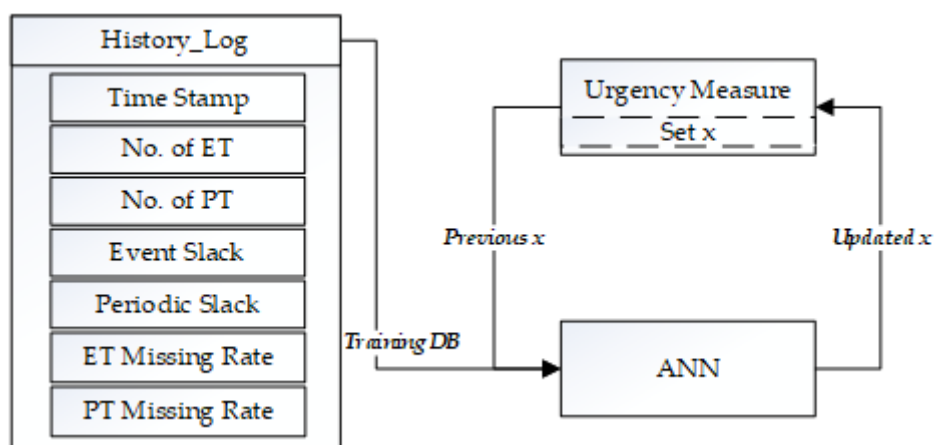 History_Log
Time Stamp
No. of ET
No. of PT
Event Slack
Periodic Slack
ET Missing Rate
PT Missing Rate
Training DB
Urgency Measure
Set x
Previous x
Updated x
ANN